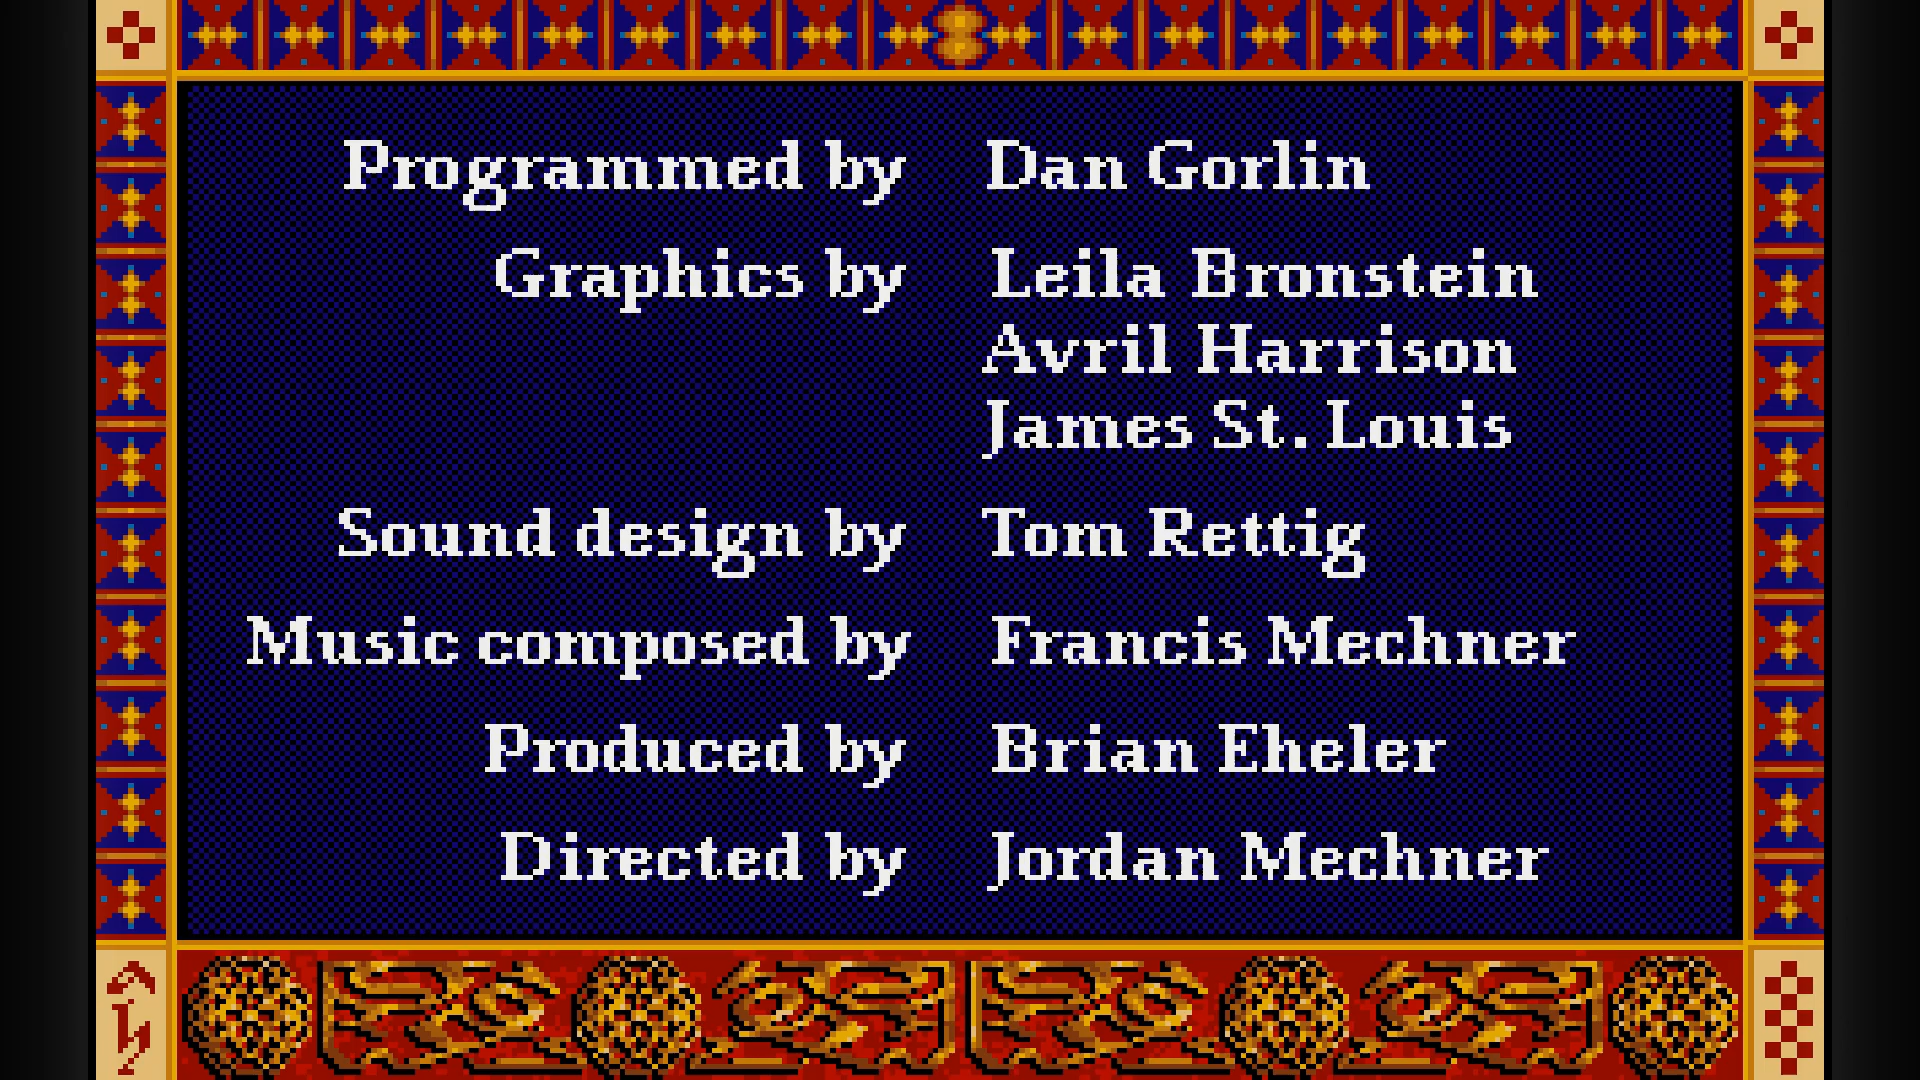 Programmed by Dan Gorlin
Graphics by Leila Bronstein
Avril Harrison
James St. Louis
Sound design by Tom Rettig
Music composed by Francis Mechner
Produced by Brian Eheler
Directed by Jordan Mechner